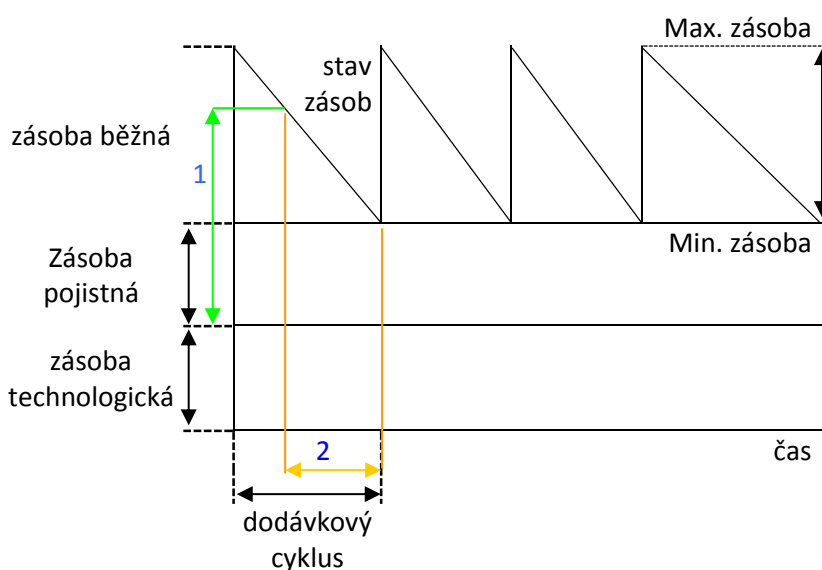 Max. zásoba
stav
zásob
zásoba běžná
1
Min. zásoba
Zásoba
pojistná
zásoba
technologická
2
čas
dodávkový
cyklus